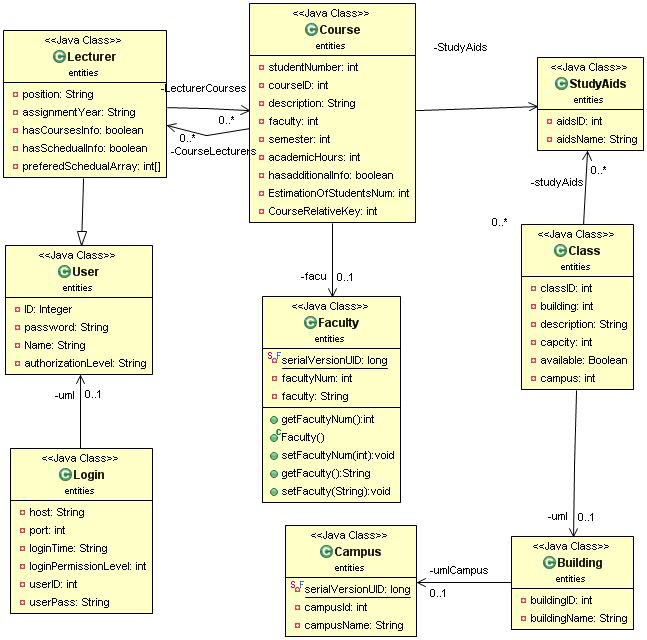 <<Java Class>>
Lecturer
entities
position: String
assignmentYear: String
hasCoursesInfo: boolean
hasSchedualInfo: boolean
preferedSchedualArray: int[]
-LecturerCourses
0..*
0..*
-CourseLecturers
<<Java Class>>
Course
entities
studentNumber: int
courseID: int
description: String
faculty: int
semester: int
academicHours: int
hasadditionalInfo: boolean
EstimationOfStudentsNum: int
CourseRelativeKey: int
-StudyAids
0..*
<<Java Class>>
StudyAids
entities
aidsID: int
aidsName: String
-studyAids
0..*
<<Java Class>>
User
entities
ID: Integer
password: String
Name: String
authorizationLevel: String
-uml
0..1
<<Java Class>>
Login
entities
host: String
port: int
loginTime: String
loginPermissionLevel: int
userID: int
userPass: String
-facu
0..1
<<Java Class>>
Faculty
entities
serialVersionUID: long
facultyNum: int
faculty: String
getFacultyNum():int
Faculty()
setFacultyNum(int):void
getFaculty():String
setFaculty(String):void
<<Java Class>>
Class
entities
classID: int
building: int
description: String
capcity: int
available: Boolean
campus: int
-uml
0..1
<<Java Class>>
Campus
entities
serialVersionUID: long
campusId: int
campusName: String
-umlCampus
0..1
<<Java Class>>
Building
entities
buildingID: int
buildingName: String